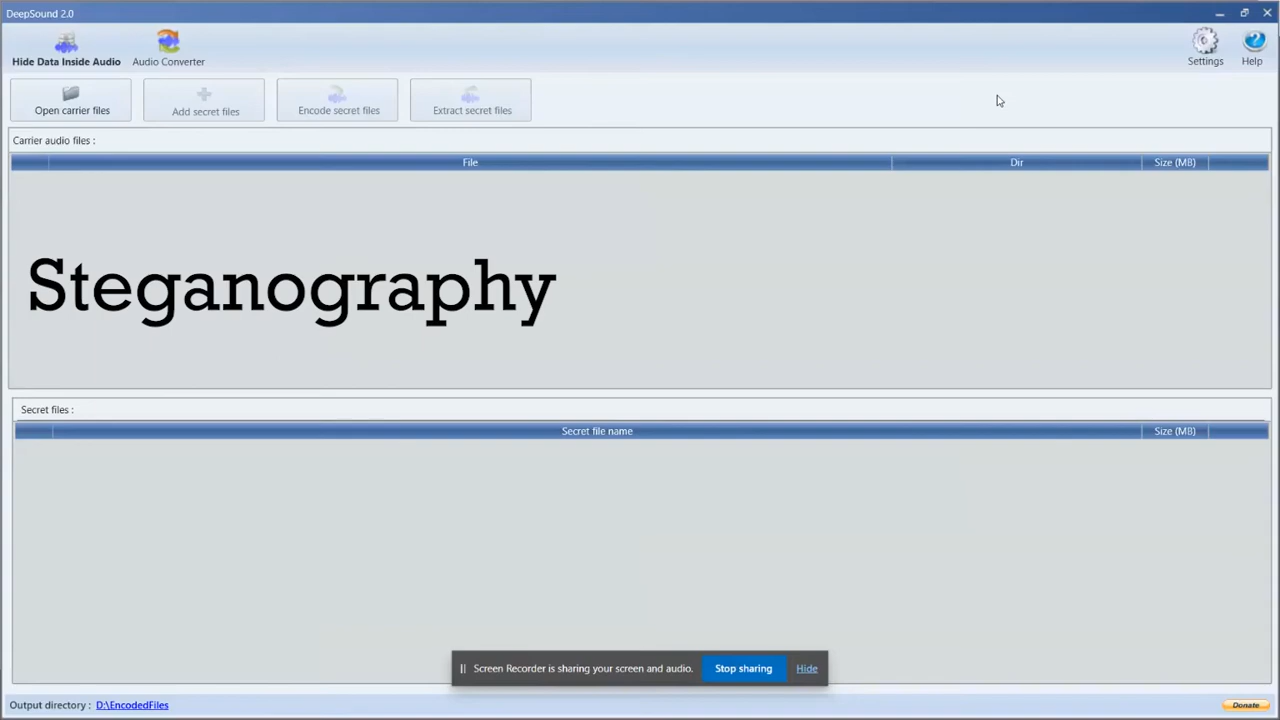 DeepSound 2.0
Hide Data Inside Audio
Audio Converter
Settings
Help
Open carrier files
Add secret files
Encode secret files
Extract secret files
Carrier audio files :
File
Dir
Size (MB)
Steganography
Secret files :
Secret file name
Size (MB)
Screen Recorder is sharing your screen and audio.
Stop sharing
Hide
Output directory : D:\EncodedFiles
Donate